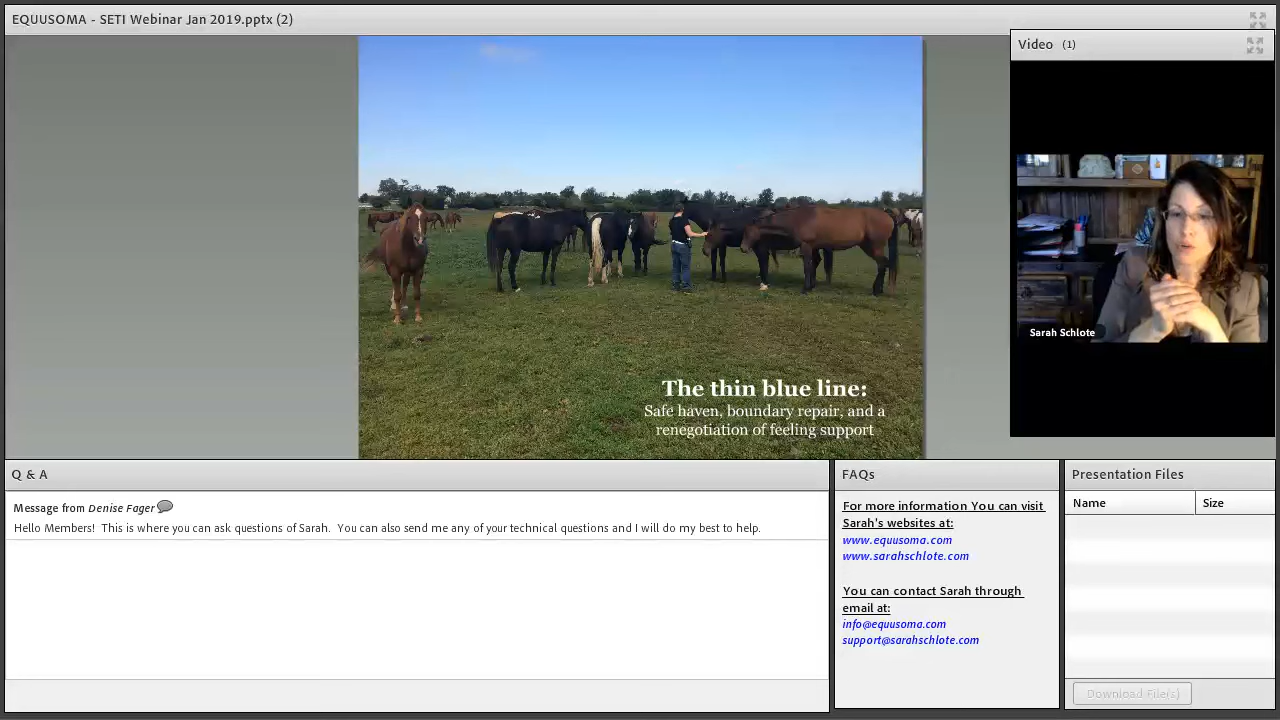 EQUUSOMA - SETI Webinar Jan 2019.pptx (2)
Video (1)
Sarah Schlote
The thin blue line:
Safe haven, boundary repair, and a
renegotiation of feeling support
Q & A
Message from Denise Fager
Hello Members! This is where you can ask questions of Sarah. You can also send me any of your technical questions and I will do my best to help.
FAQs
For more information You can visit
Sarah's websites at:
www.equusoma.com
www.sarahschlote.com
You can contact Sarah through
email at:
info@equusoma.com
support@sarahschlote.com
Presentation Files
Name Size
Download File(s)